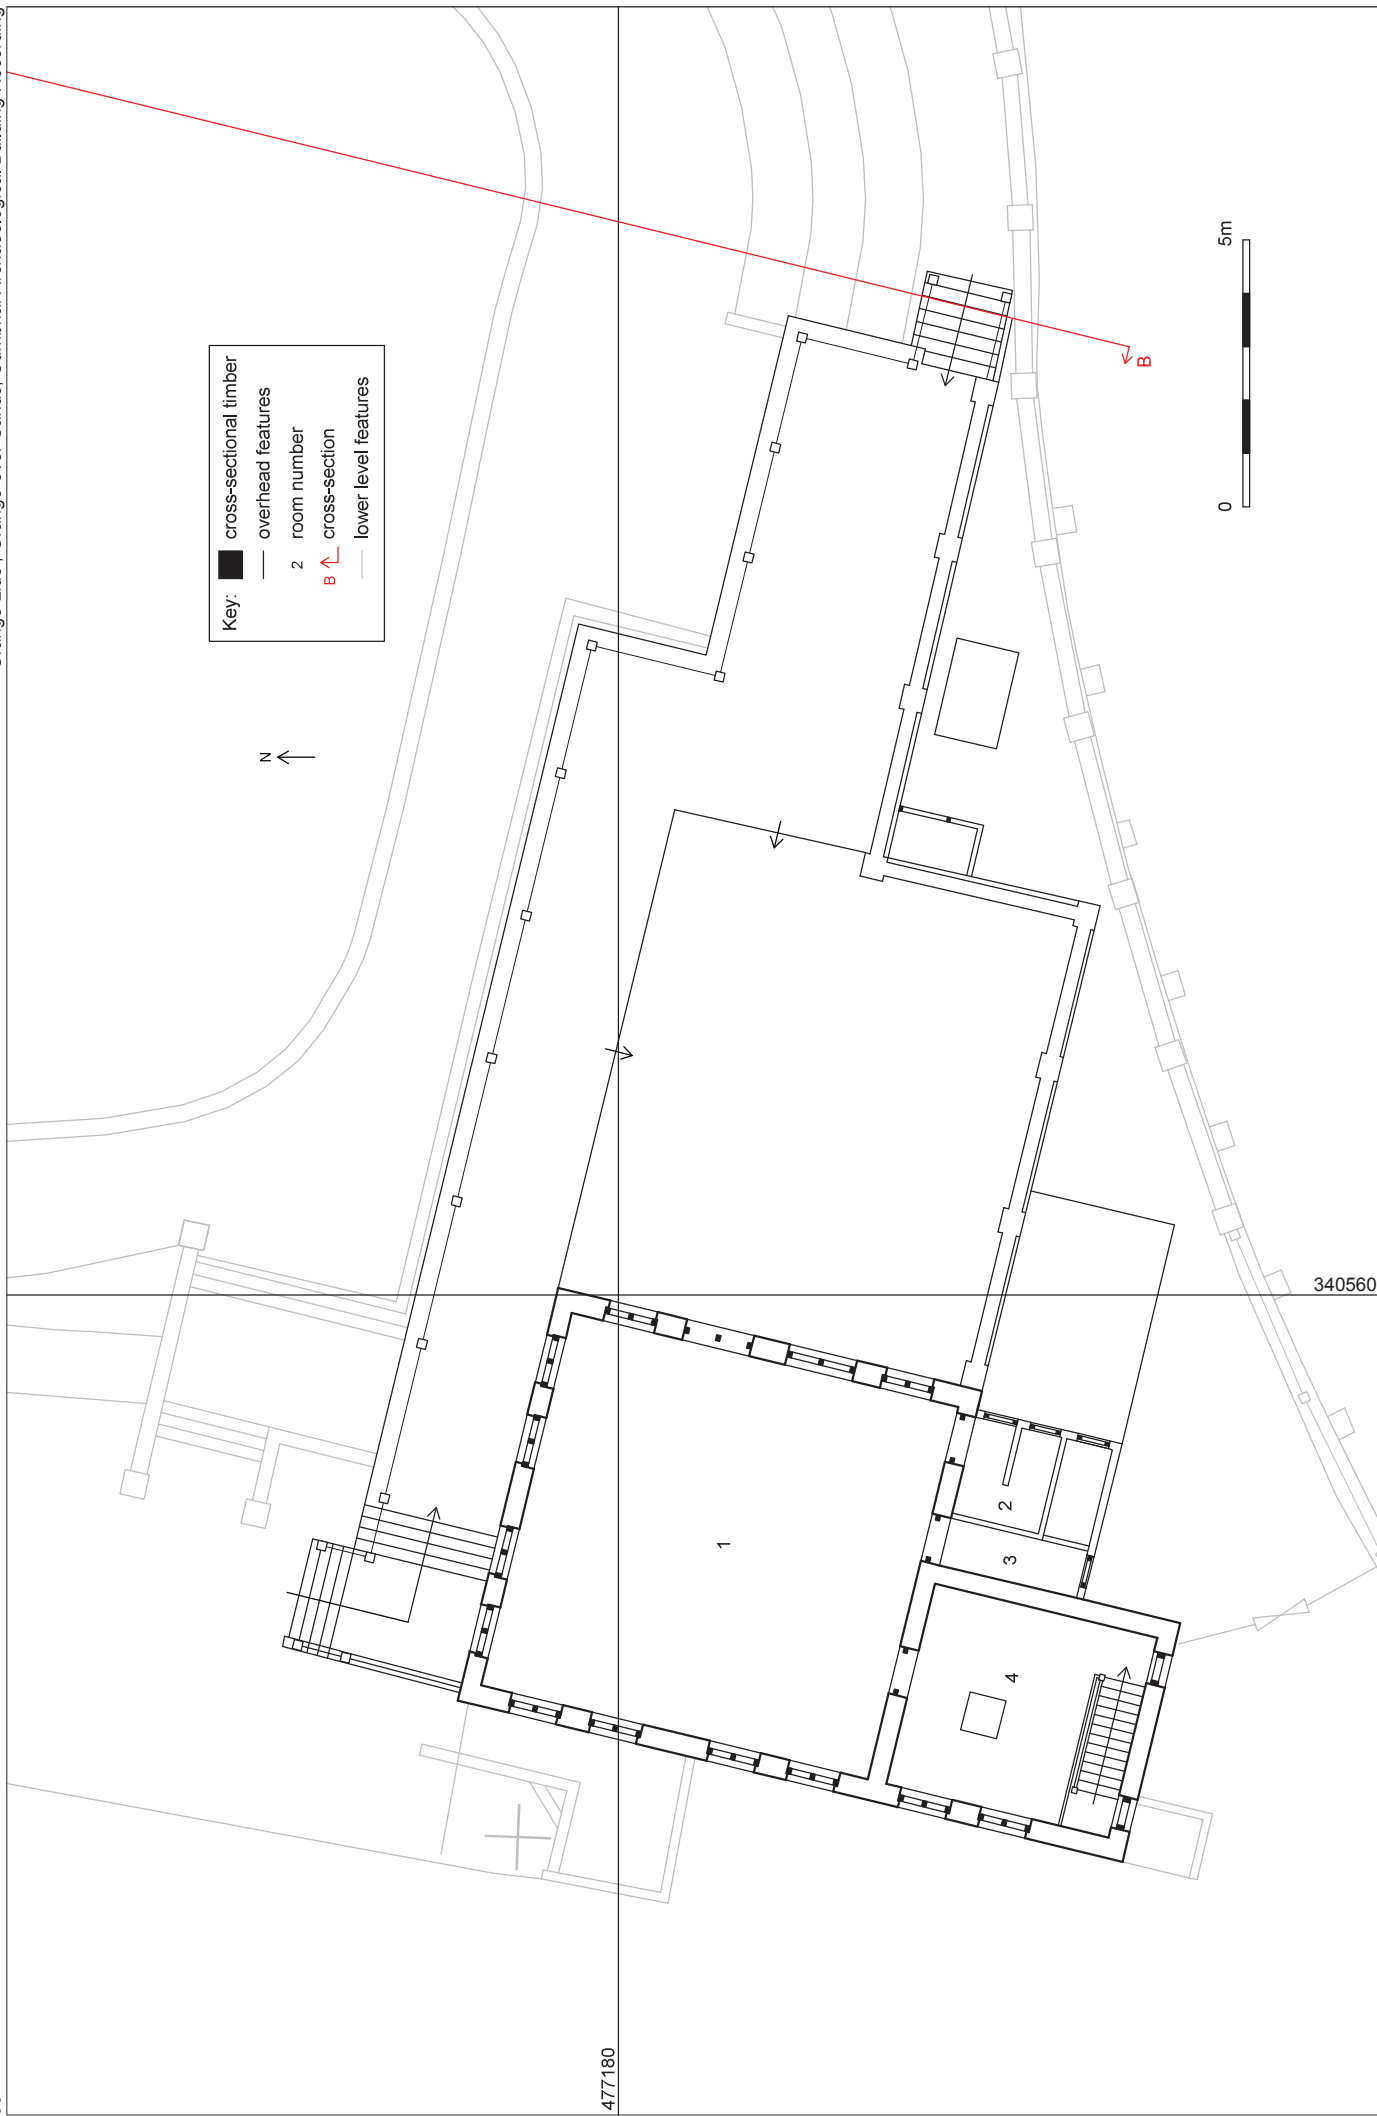 Key:
cross-sectional timber
overhead features
2 room number
B cross-section
lower level features
N
B
0 5m
340560
477180
1
2
3
4